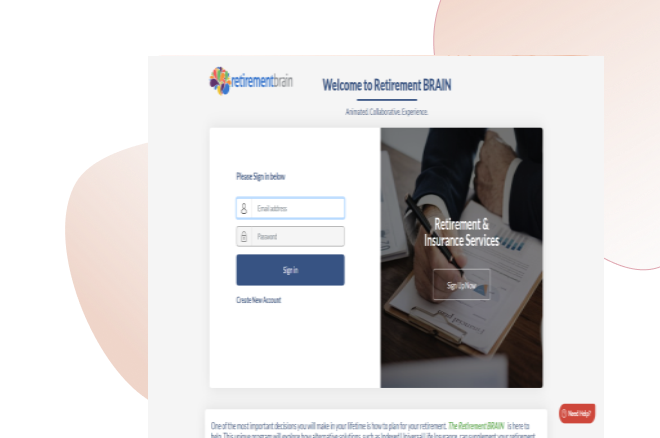 retirementbrain
Welcome to Retirement BRAIN
Animated. Collaborative. Experience.
Please Sign in below
Email address
Password
Sign in
Create New Account
Retirement &
Insurance Services
Sign Up Now
Financial plan
Need Help?
One of the most important decisions you will make in your lifetime is how to plan for your retirement. The Retirement BRAIN is here to
help. This unique program will explore how alternative solutions, such as Indexed Universal Life Insurance, can supplement your retirement